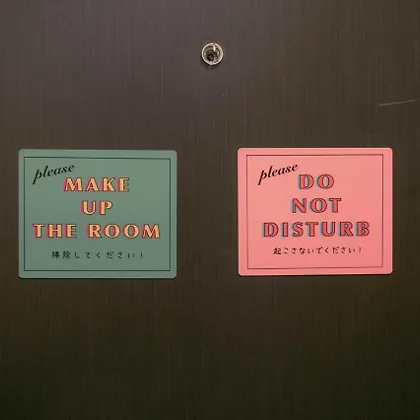 please
MAKE
UP
THE ROOM
掃除してください！
please
DO
NOT
DISTURB
起こさないでください！